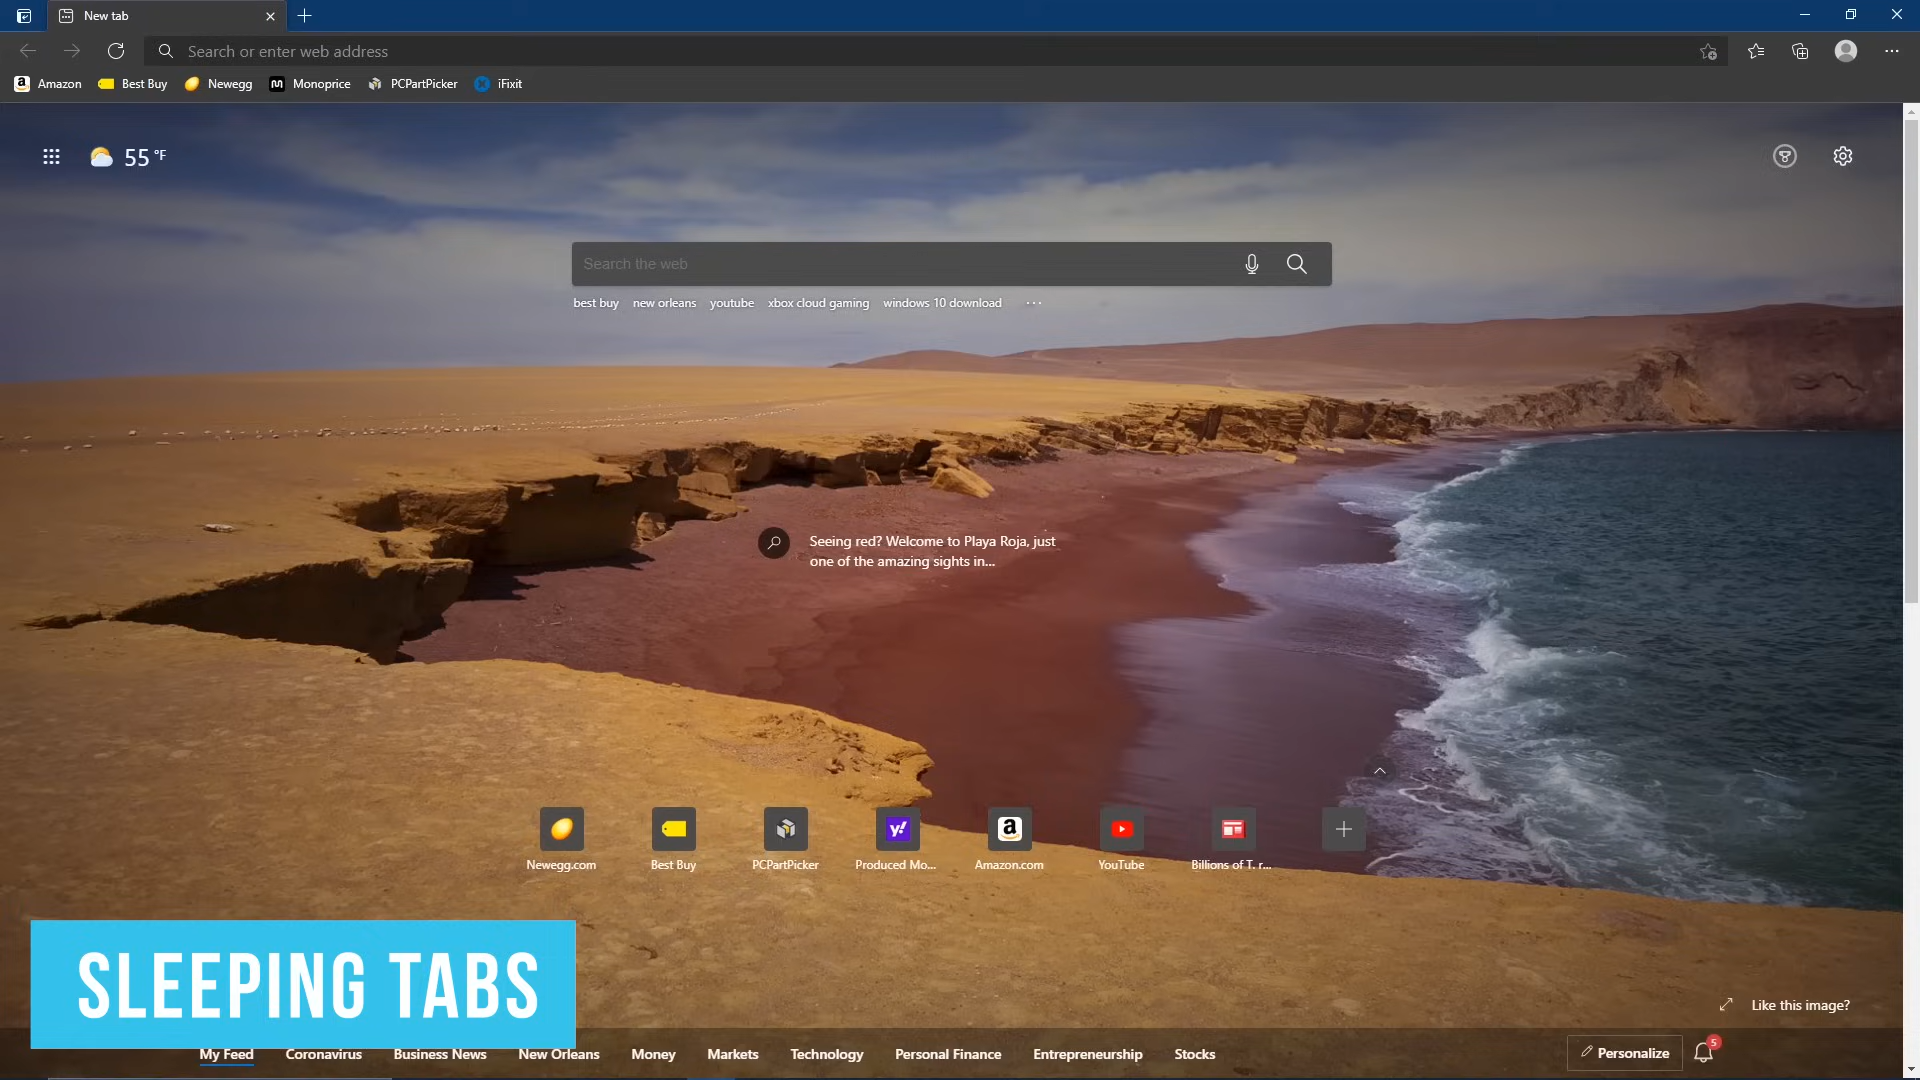 New tab
Search or enter web address
Amazon Best Buy Newegg Monoprice PCPartPicker iFixit
55 °F
Search the web
best buy new orleans youtube xbox cloud gaming windows 10 download ...
Seeing red? Welcome to Playa Roja, just
one of the amazing sights in...
Newegg.com Best Buy PCPartPicker Produced Mo... Amazon.com YouTube Billions of T. r...
SLEEPING TABS
Like this image?
My Feed Coronavirus Business News New Orleans Money Markets Technology Personal Finance Entrepreneurship Stocks Personalize 5